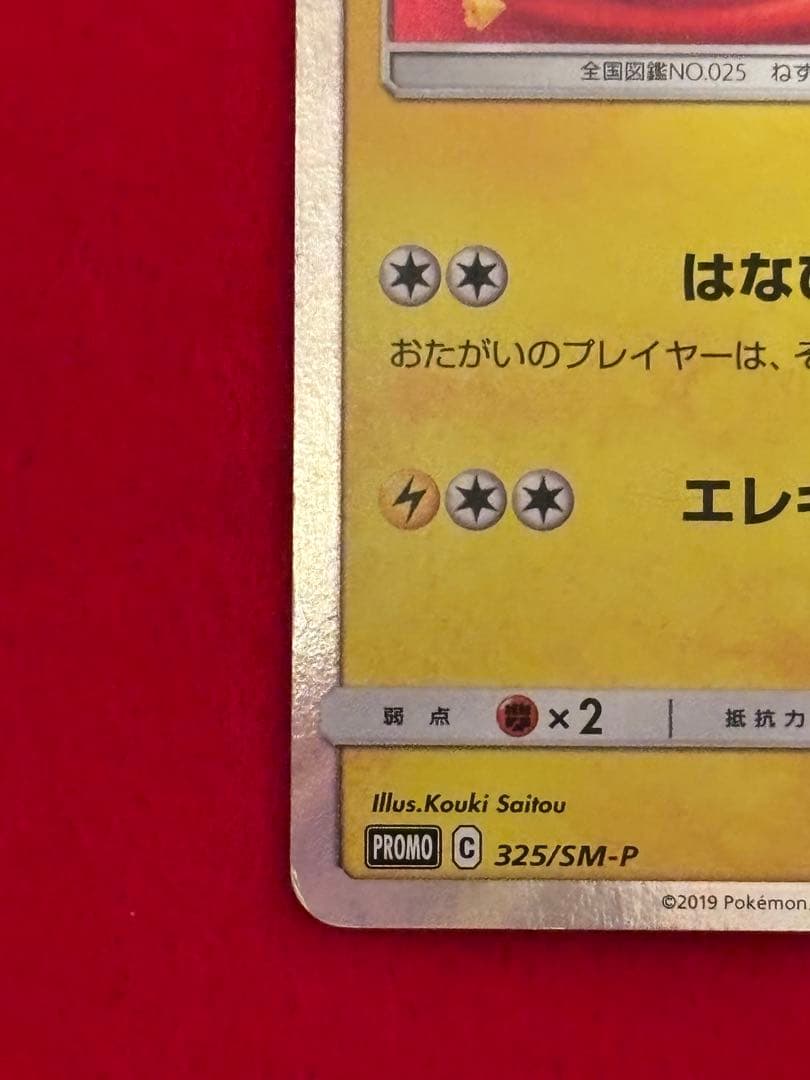 全国図鑑NO.025 ねず
はなび
おたがいのプレイヤーは、そ
エレキ
弱点 ×2 抵抗力
Illus.Kouki Saitou
PROMO C 325/SM-P
©2019 Pokémon.